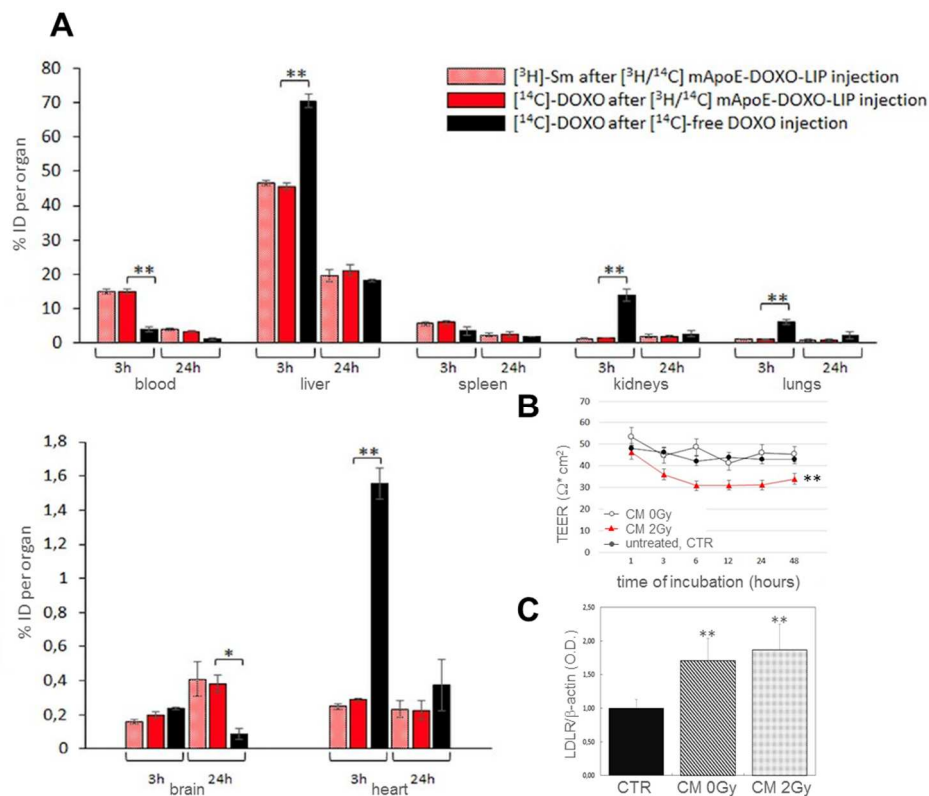 A
80
70
60
50
40
30
20
10
0
% ID per organ
[³H]-Sm after [³H/¹⁴C] mApoE-DOXO-LIP injection
[¹⁴C]-DOXO after [³H/¹⁴C] mApoE-DOXO-LIP injection
[¹⁴C]-DOXO after [¹⁴C]-free DOXO injection
** ** ** **
3h 24h 3h 24h 3h 24h 3h 24h 3h 24h
blood liver spleen kidneys lungs
1,8
1,6
1,4
1,2
1
0,8
0,6
0,4
0,2
0
% ID per organ
* **
3h 24h 3h 24h
brain heart
B
70
60
50
40
30
20
10
0
TEER (Ω* cm²)
**
CM 0Gy
CM 2Gy
untreated, CTR
1 3 6 12 24 48
time of incubation (hours)
C
2,50
2,00
1,50
1,00
0,50
0,00
LDLR/β-actin (O.D.)
** **
CTR CM 0Gy CM 2Gy